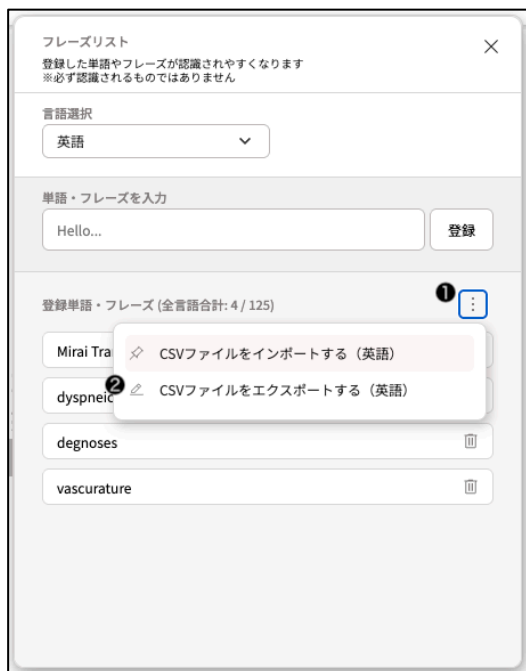 フレーズリスト
登録した単語やフレーズが認識されやすくなります
※必ず認識されるものではありません
言語選択
英語
単語・フレーズを入力
Hello...
登録
登録単語・フレーズ (全言語合計: 4 / 125)
❶
Mirai Tra
CSVファイルをインポートする（英語）
❷
CSVファイルをエクスポートする（英語）
dyspneic
degnoses
vascurature